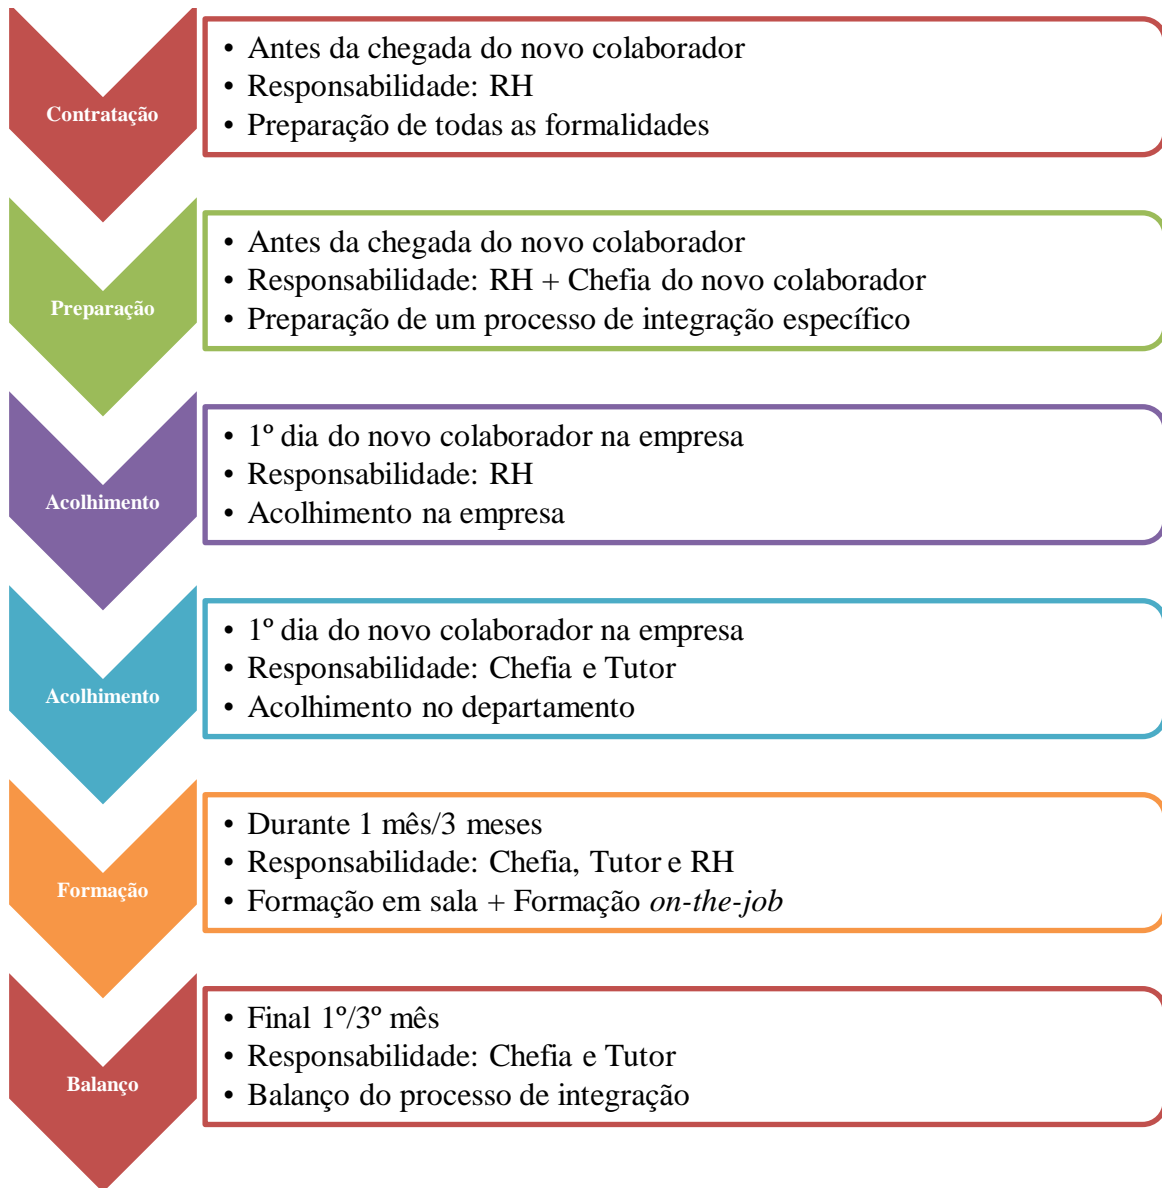 Contratação
• Antes da chegada do novo colaborador
• Responsabilidade: RH
• Preparação de todas as formalidades
Preparação
• Antes da chegada do novo colaborador
• Responsabilidade: RH + Chefia do novo colaborador
• Preparação de um processo de integração específico
Acolhimento
• 1º dia do novo colaborador na empresa
• Responsabilidade: RH
• Acolhimento na empresa
Acolhimento
• 1º dia do novo colaborador na empresa
• Responsabilidade: Chefia e Tutor
• Acolhimento no departamento
Formação
• Durante 1 mês/3 meses
• Responsabilidade: Chefia, Tutor e RH
• Formação em sala + Formação on-the-job
Balanço
• Final 1º/3º mês
• Responsabilidade: Chefia e Tutor
• Balanço do processo de integração